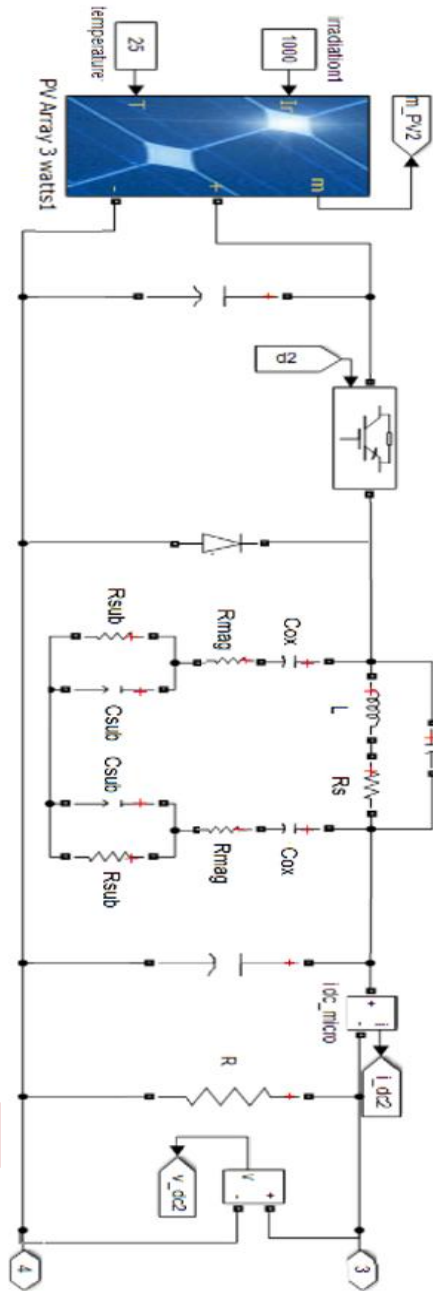 m_PV2
irradiation1
1000
Ir
m
+
T
-
25
temperature
PV Array 3 watts1
d2
L
Rs
Cox
Cox
Rmag
Rmag
Rsub
Csub
Csub
Rsub
i_dc2
+
i
-
i dc_micro
R
+
v
-
v_dc2
3
4